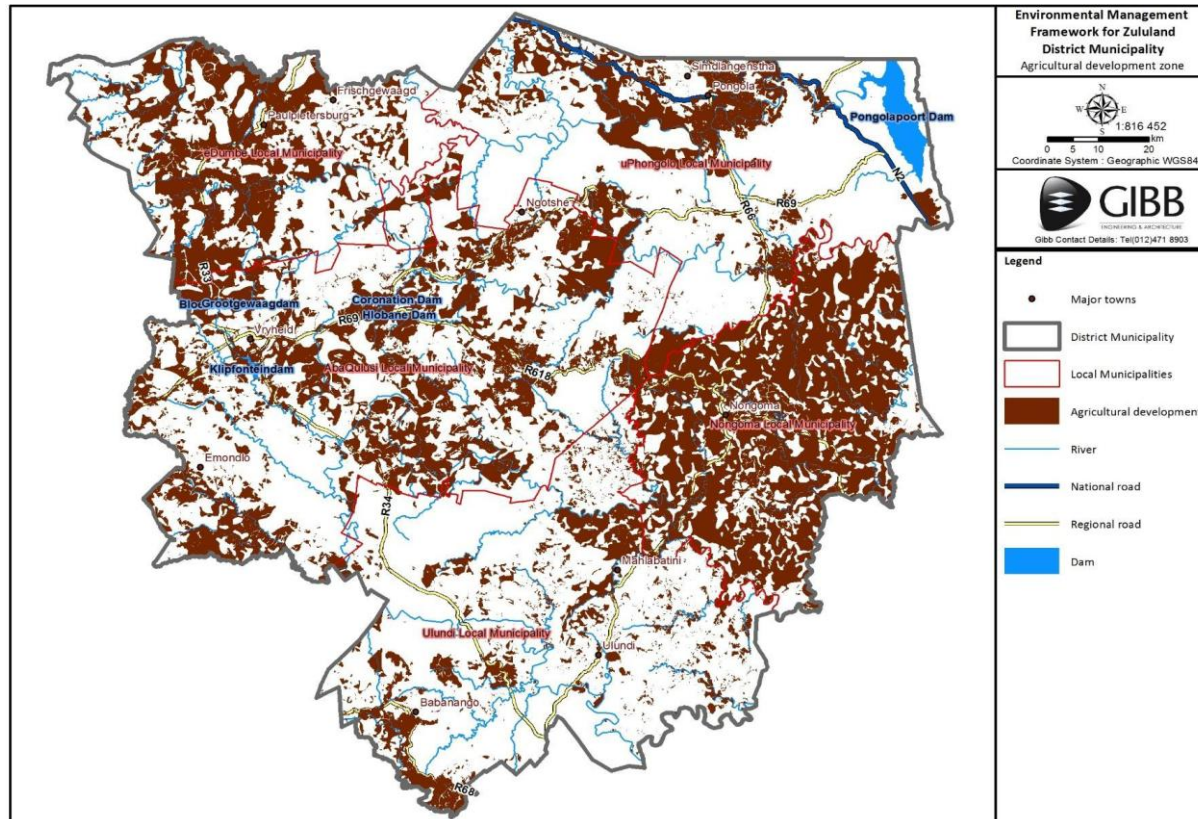 Environmental Management
Framework for Zululand
District Municipality
Agricultural development zone
N
W E
S
1:816 452
0 5 10 20
km
Coordinate System : Geographic WGS84
GIBB
ENGINEERING & ARCHITECTURE
Gibb Contact Details: Tel(012)471 8903
Legend
Major towns
District Municipality
Local Municipalities
Agricultural development
River
National road
Regional road
Dam
Simdlangenstha
Pongola
Frischgewaagd
Paulpietersburg
Pongolapoort Dam
eDumbe Local Municipality
uPhongolo Local Municipality
N2
Ngotshe
R69
R66
R33
Grootgewaagdam
Coronation Dam
Hlobane Dam
R69
Vryheid
Klipfonteindam
AbaQulusi Local Municipality
R618
Nongoma
Nongoma Local Municipality
Emondlo
R34
Mahlabatini
Ulundi Local Municipality
Ulundi
Babanango
R68